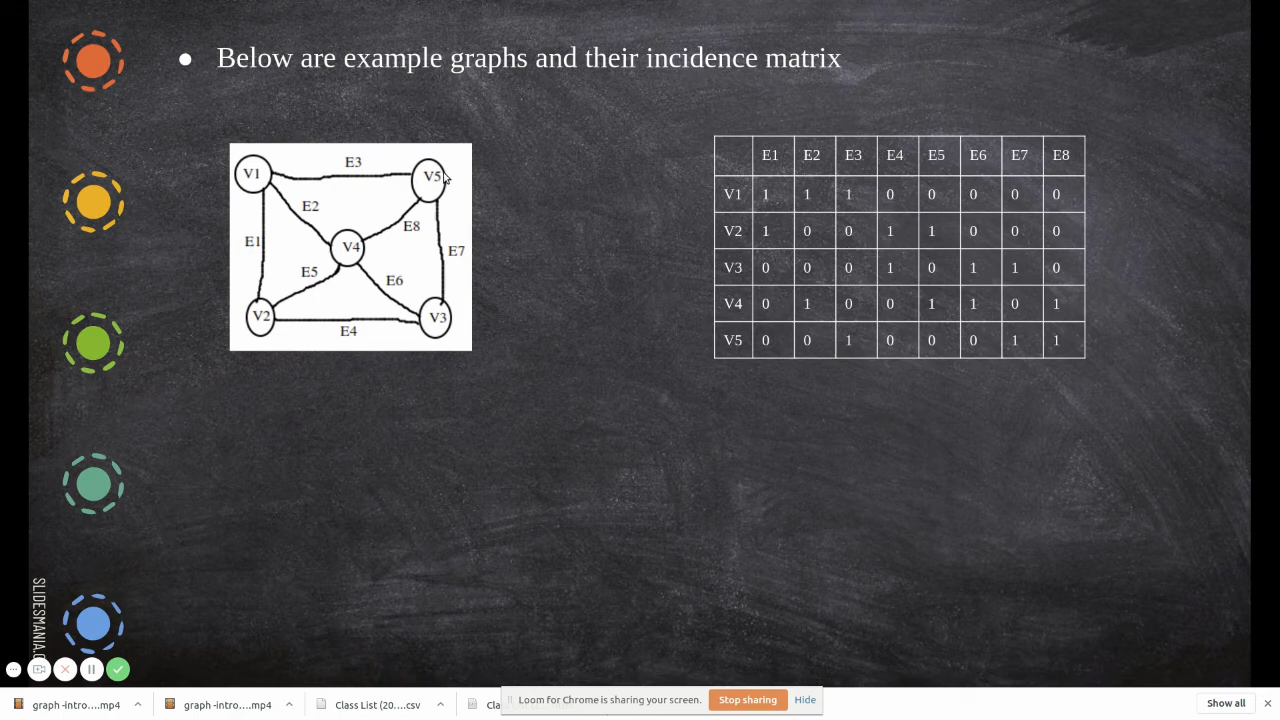 ● Below are example graphs and their incidence matrix
V1 E3 V5
E2
E8
E1 V4 E7
E5 E6
V2 E4 V3
E1 E2 E3 E4 E5 E6 E7 E8
V1 1 1 1 0 0 0 0 0
V2 1 0 0 1 1 0 0 0
V3 0 0 0 1 0 1 1 0
V4 0 1 0 0 1 1 0 1
V5 0 0 1 0 0 0 1 1
graph intro....mp4
graph -intro....mp4
Class List (20....csv
Loom for Chrome is sharing your screen. Stop sharing Hide
Show all